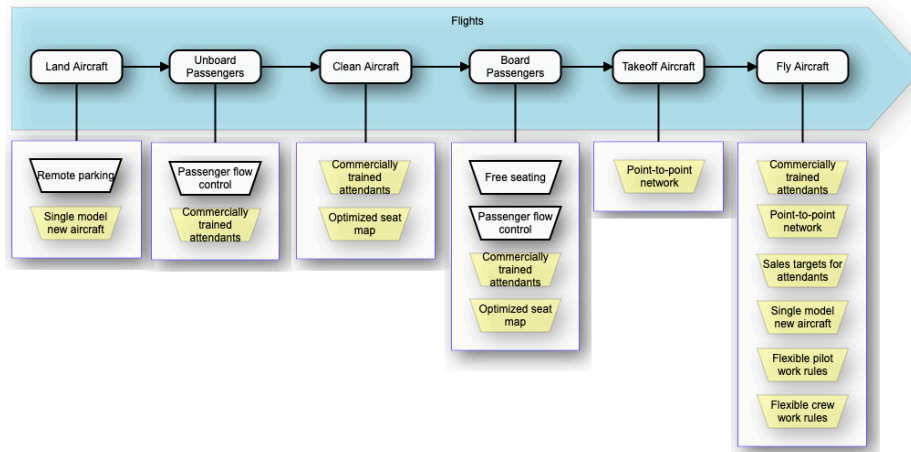 Flights
Land Aircraft
Unboard
Passengers
Clean Aircraft
Board
Passengers
Takeoff Aircraft
Fly Aircraft
Remote parking
Single model
new aircraft
Passenger flow
control
Commercially
trained
attendants
Commercially
trained
attendants
Optimized seat
map
Free seating
Passenger flow
control
Commercially
trained
attendants
Optimized seat
map
Point-to-point
network
Commercially
trained
attendants
Point-to-point
network
Sales targets for
attendants
Single model
new aircraft
Flexible pilot
work rules
Flexible crew
work rules